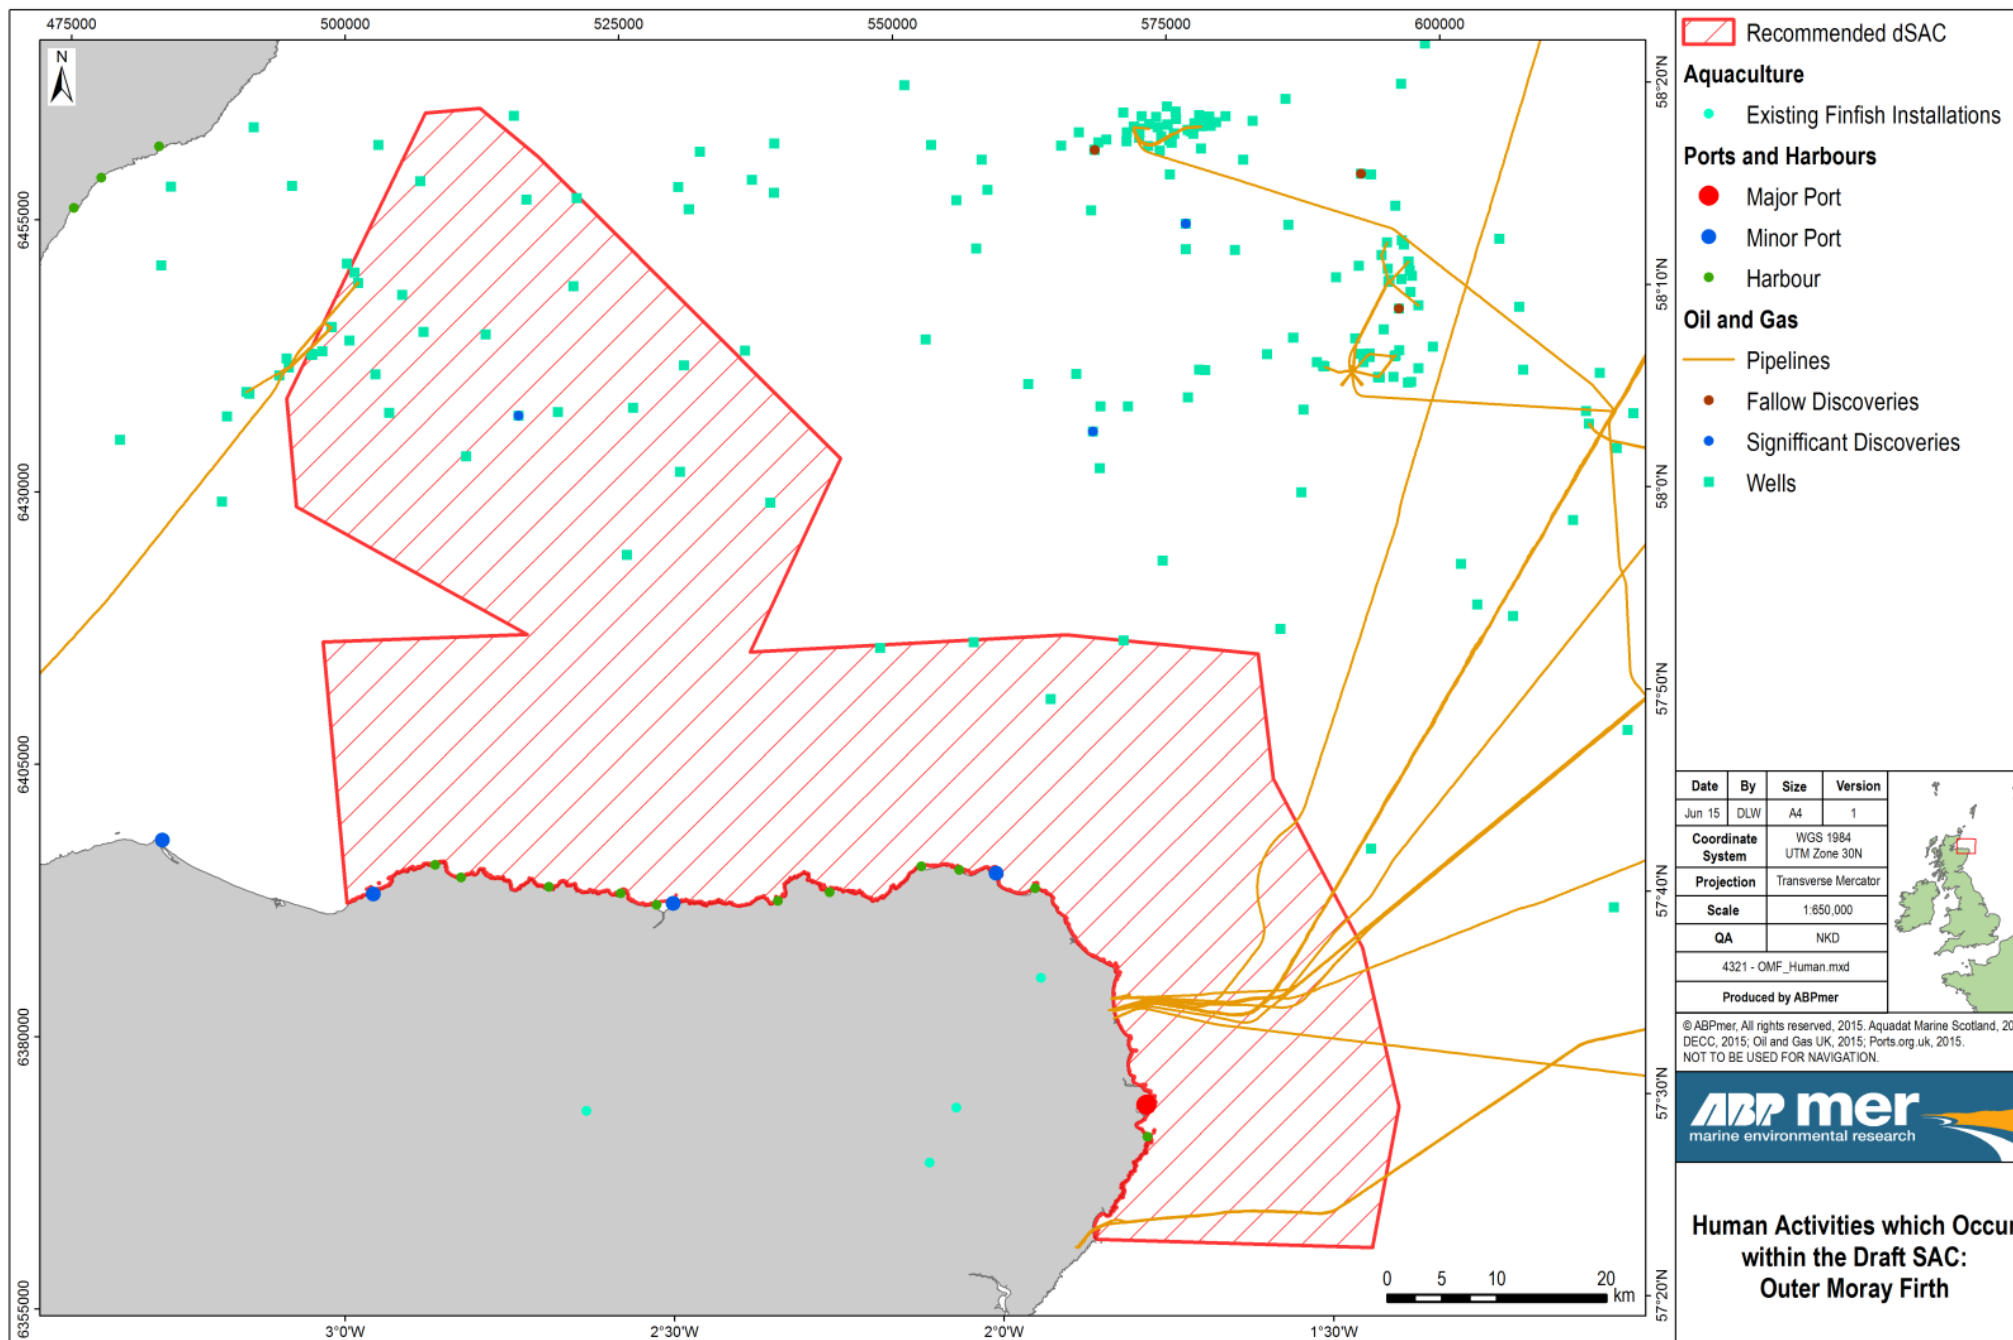 475000
500000
525000
550000
575000
600000
N
6455000
6430000
6405000
6380000
6355000
58°20'N
58°10'N
58°0'N
57°50'N
57°40'N
57°30'N
57°20'N
3°0'W
2°30'W
2°0'W
1°30'W
0 5 10 20
km
Recommended dSAC
Aquaculture
Existing Finfish Installations
Ports and Harbours
Major Port
Minor Port
Harbour
Oil and Gas
Pipelines
Fallow Discoveries
Signifficant Discoveries
Wells
Date By Size Version
Jun 15 DLW A4 1
Coordinate System WGS 1984 UTM Zone 30N
Projection Transverse Mercator
Scale 1:650,000
QA NKD
4321 - OMF_Human.mxd
Produced by ABPmer
© ABPmer, All rights reserved, 2015. Aquadat Marine Scotland, 20
DECC, 2015; Oil and Gas UK, 2015; Ports.org.uk, 2015.
NOT TO BE USED FOR NAVIGATION.
ABP mer
marine environmental research
Human Activities which Occur
within the Draft SAC:
Outer Moray Firth